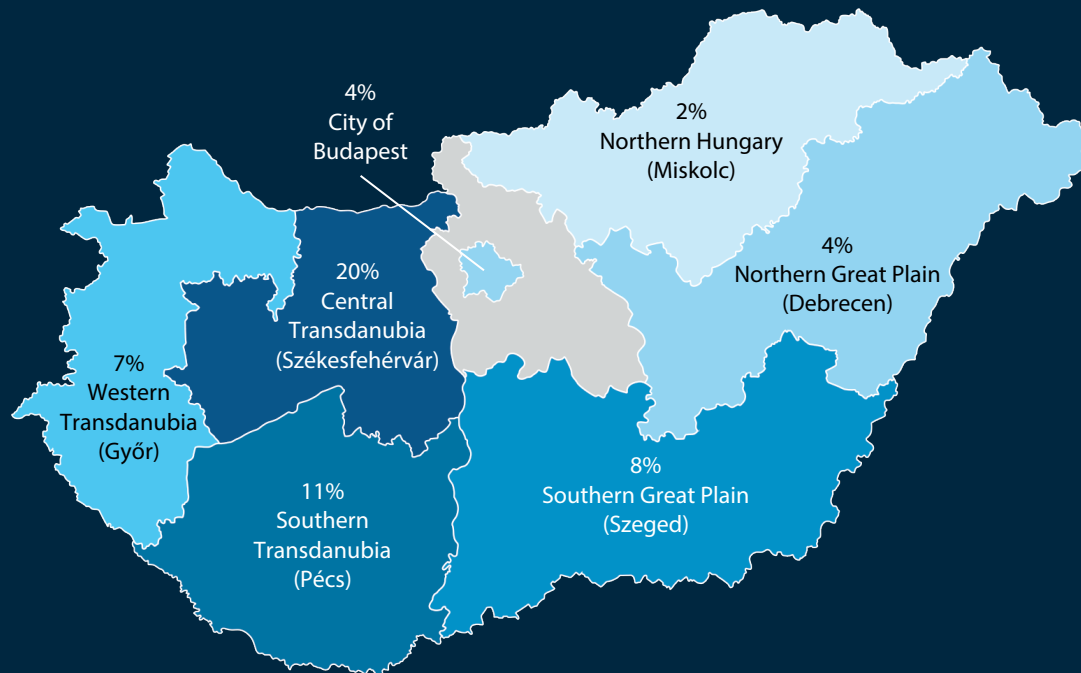 4%
City of
Budapest
2%
Northern Hungary
(Miskolc)
4%
Northern Great Plain
(Debrecen)
20%
Central
Transdanubia
(Székesfehérvár)
7%
Western
Transdanubia
(Győr)
8%
Southern Great Plain
(Szeged)
11%
Southern
Transdanubia
(Pécs)